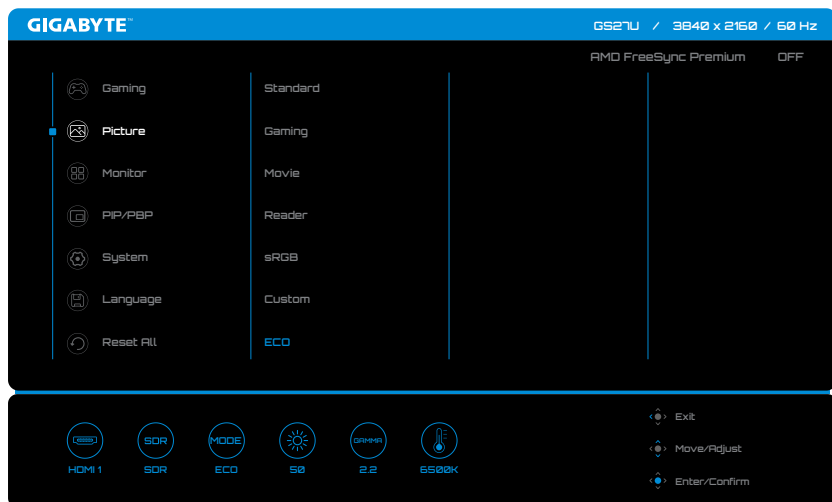 GIGABYTE™ GS27U / 3840 x 2160 / 60 Hz
AMD FreeSync Premium OFF
Gaming Standard
Picture Gaming
Monitor Movie
PIP/PBP Reader
System sRGB
Language Custom
Reset All ECO
Exit
SDR MODE GAMMA
Move/Adjust
HDMI 1 SDR ECO 50 2.2 6500K
Enter/Confirm